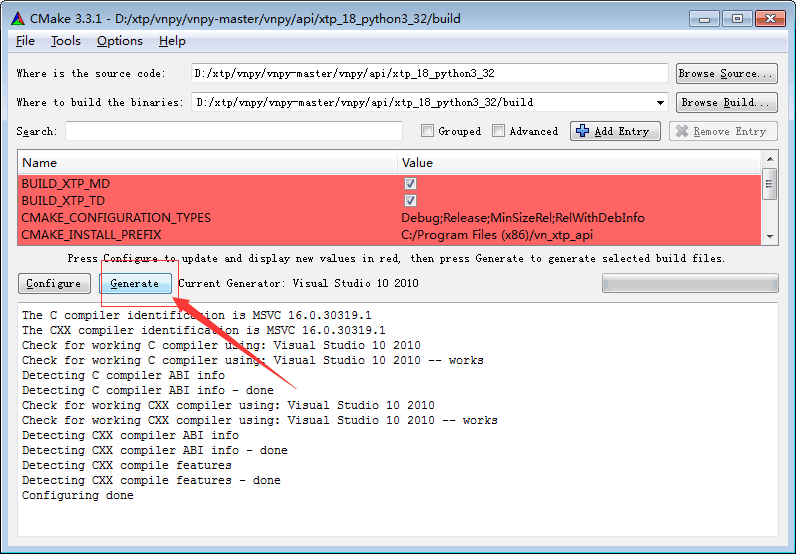 CMake 3.3.1 - D:/xtp/vnpy/vnpy-master/vnpy/api/xtp_18_python3_32/build
File Tools Options Help
Where is the source code: D:/xtp/vnpy/vnpy-master/vnpy/api/xtp_18_python3_32 Browse Source...
Where to build the binaries: D:/xtp/vnpy/vnpy-master/vnpy/api/xtp_18_python3_32/build Browse Build...
Search: Grouped Advanced Add Entry Remove Entry
Name Value
BUILD_XTP_MD
BUILD_XTP_TD
CMAKE_CONFIGURATION_TYPES Debug;Release;MinSizeRel;RelWithDebInfo
CMAKE_INSTALL_PREFIX C:/Program Files (x86)/vn_xtp_api
Press Configure to update and display new values in red, then press Generate to generate selected build files.
Configure Generate Current Generator: Visual Studio 10 2010
The C compiler identification is MSVC 16.0.30319.1
The CXX compiler identification is MSVC 16.0.30319.1
Check for working C compiler using: Visual Studio 10 2010
Check for working C compiler using: Visual Studio 10 2010 -- works
Detecting C compiler ABI info
Detecting C compiler ABI info - done
Check for working CXX compiler using: Visual Studio 10 2010
Check for working CXX compiler using: Visual Studio 10 2010 -- works
Detecting CXX compiler ABI info
Detecting CXX compiler ABI info - done
Detecting CXX compile features
Detecting CXX compile features - done
Configuring done